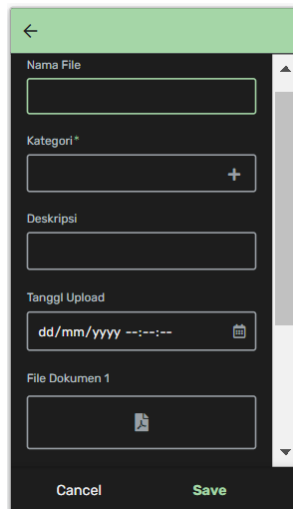 Nama File
Kategori*
Deskripsi
Tanggl Upload
dd/mm/yyyy --:--:--
File Dokumen 1
Cancel Save